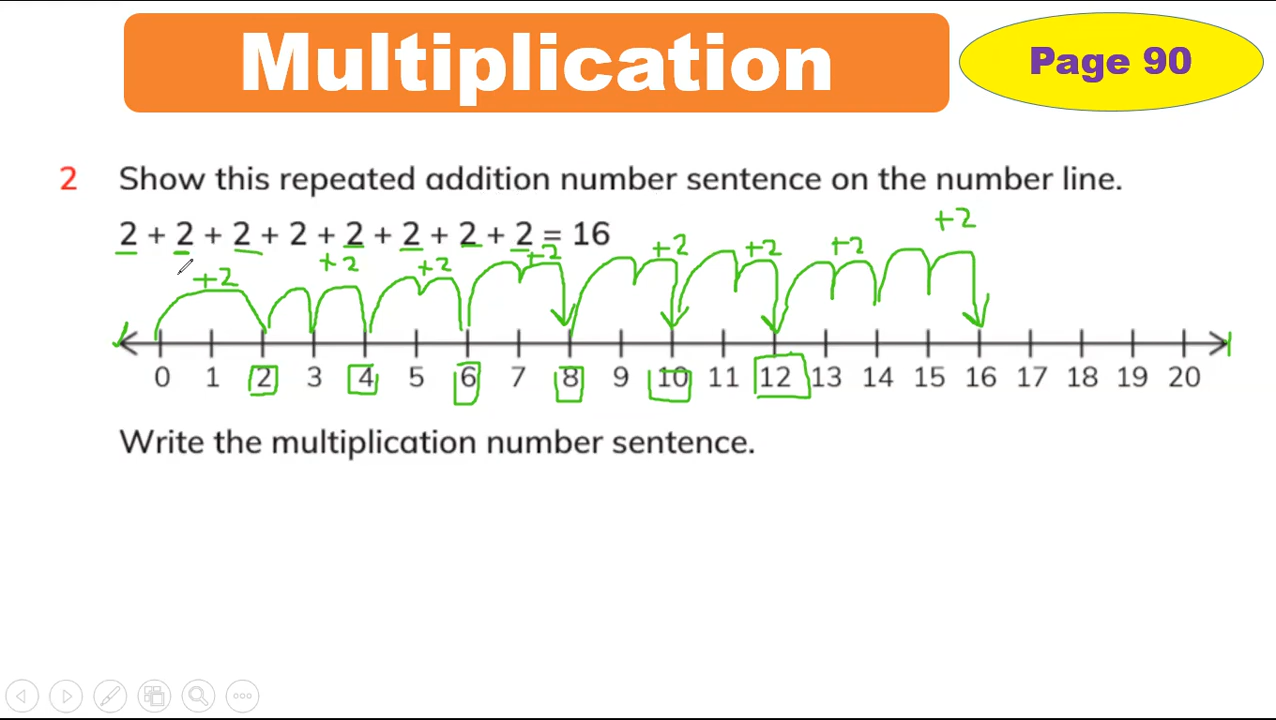 Multiplication
Page 90
2 Show this repeated addition number sentence on the number line.
2 + 2 + 2 + 2 + 2 + 2 + 2 + 2 = 16
+2 +2 +2 +2 +2 +2 +2 +2
0 1 2 3 4 5 6 7 8 9 10 11 12 13 14 15 16 17 18 19 20
Write the multiplication number sentence.